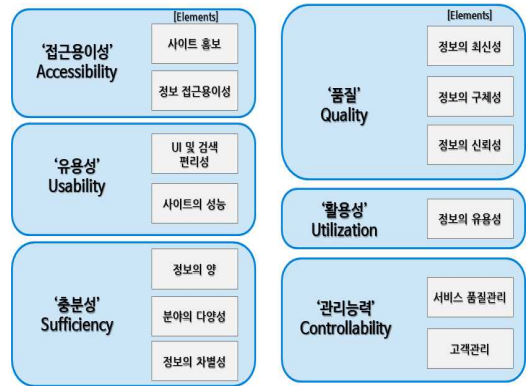 [Elements]
'접근용이성'
Accessibility
사이트 홍보
정보 접근용이성
'유용성'
Usability
UI 및 검색
편리성
사이트의 성능
'충분성'
Sufficiency
정보의 양
분야의 다양성
정보의 차별성
[Elements]
'품질'
Quality
정보의 최신성
정보의 구체성
정보의 신뢰성
'활용성'
Utilization
정보의 유용성
'관리능력'
Controllability
서비스 품질관리
고객관리